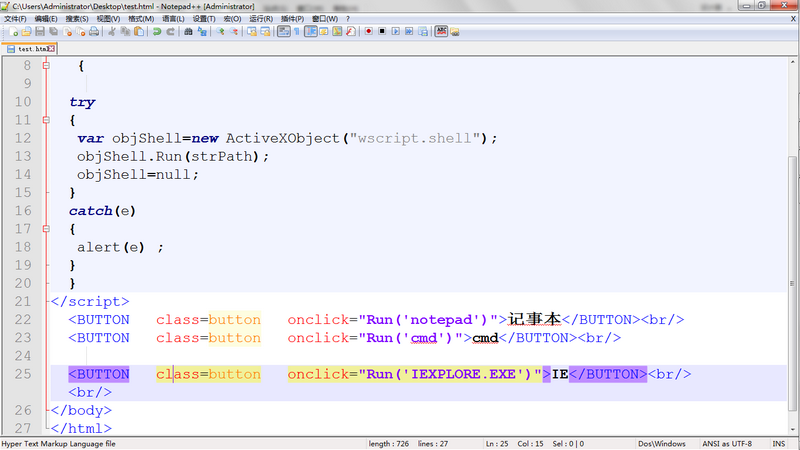 C:\Users\Administrator\Desktop\test.html - Notepad++ [Administrator]
文件(F) 编辑(E) 搜索(S) 视图(V) 格式(M) 语言(L) 设置(T) 宏(O) 运行(R) 插件(P) 窗口(W) ? X
test.html
8 {
9
10 try
11 {
12 var objShell=new ActiveXObject("wscript.shell");
13 objShell.Run(strPath);
14 objShell=null;
15 }
16 catch(e)
17 {
18 alert(e) ;
19 }
20 }
21 </script>
22 <BUTTON class=button onclick="Run('notepad')">记事本</BUTTON><br/>
23 <BUTTON class=button onclick="Run('cmd')">cmd</BUTTON><br/>
24
25 <BUTTON class=button onclick="Run('IEXPLORE.EXE')">IE</BUTTON><br/>
<br/>
26 </body>
27 </html>
Hyper Text Markup Language file length : 726 lines : 27 Ln : 25 Col : 15 Sel : 0 | 0 Dos\Windows ANSI as UTF-8 INS